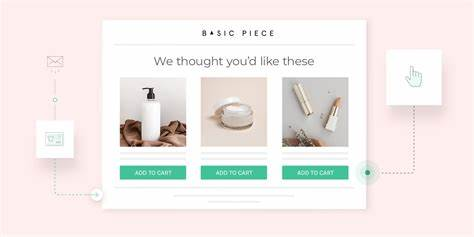 BASIC PIECE
We thought you'd like these
ADD TO CART
ADD TO CART
ADD TO CART